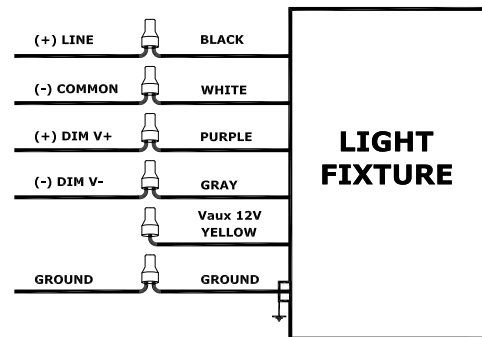 (+) LINE BLACK
(-) COMMON WHITE
(+) DIM V+ PURPLE
(-) DIM V- GRAY
Vaux 12V
YELLOW
GROUND GROUND
LIGHT
FIXTURE